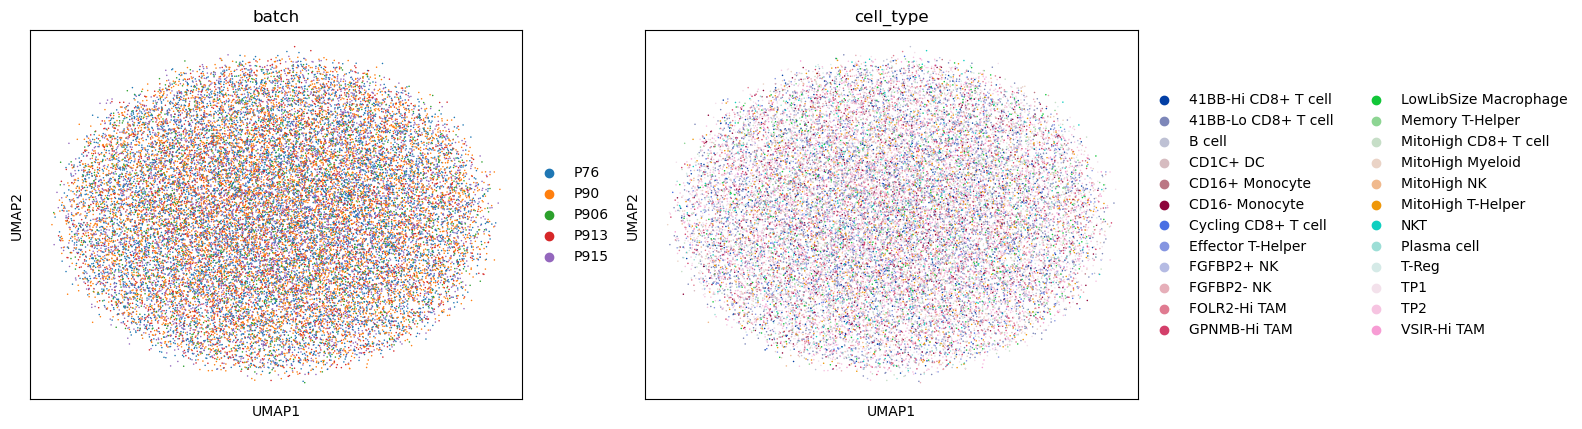 batch
UMAP2
UMAP1
P76
P90
P906
P913
P915
cell_type
UMAP2
UMAP1
41BB-Hi CD8+ T cell
41BB-Lo CD8+ T cell
B cell
CD1C+ DC
CD16+ Monocyte
CD16- Monocyte
Cycling CD8+ T cell
Effector T-Helper
FGFBP2+ NK
FGFBP2- NK
FOLR2-Hi TAM
GPNMB-Hi TAM
LowLibSize Macrophage
Memory T-Helper
MitoHigh CD8+ T cell
MitoHigh Myeloid
MitoHigh NK
MitoHigh T-Helper
NKT
Plasma cell
T-Reg
TP1
TP2
VSIR-Hi TAM